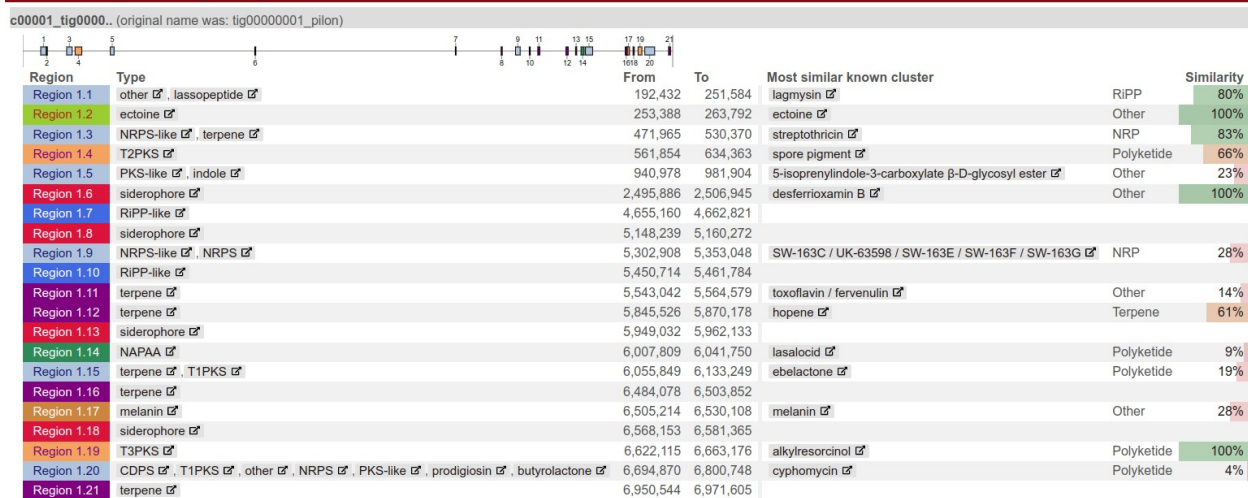 c00001_tig0000.. (original name was: tig00000001_pilon)
1 3 5 7 9 11 13 15 17 19 21
2 4 6 8 10 12 14 16 18 20
Region Type From To Most similar known cluster Similarity
Region 1.1 other , lassopeptide 192,432 251,584 lagmysin RiPP 80%
Region 1.2 ectoine 253,388 263,792 ectoine Other 100%
Region 1.3 NRPS-like , terpene 471,965 530,370 streptothricin NRP 83%
Region 1.4 T2PKS 561,854 634,363 spore pigment Polyketide 66%
Region 1.5 PKS-like , indole 940,978 981,904 5-isoprenylindole-3-carboxylate β-D-glycosyl ester Other 23%
Region 1.6 siderophore 2,495,886 2,506,945 desferrioxamin B Other 100%
Region 1.7 RiPP-like 4,655,160 4,662,821
Region 1.8 siderophore 5,148,239 5,160,272
Region 1.9 NRPS-like , NRPS 5,302,908 5,353,048 SW-163C / UK-63598 / SW-163E / SW-163F / SW-163G NRP 28%
Region 1.10 RiPP-like 5,450,714 5,461,784
Region 1.11 terpene 5,543,042 5,564,579 toxoflavin / fervenulin Other 14%
Region 1.12 terpene 5,845,526 5,870,178 hopene Terpene 61%
Region 1.13 siderophore 5,949,032 5,962,133
Region 1.14 NAPAA 6,007,809 6,041,750 lasalocid Polyketide 9%
Region 1.15 terpene , T1PKS 6,055,849 6,133,249 ebelactone Polyketide 19%
Region 1.16 terpene 6,484,078 6,503,852
Region 1.17 melanin 6,505,214 6,530,108 melanin Other 28%
Region 1.18 siderophore 6,568,153 6,581,365
Region 1.19 T3PKS 6,622,115 6,663,176 alkylresorcinol Polyketide 100%
Region 1.20 CDPS , T1PKS , other , NRPS , PKS-like , prodigiosin , butyrolactone 6,694,870 6,800,748 cyphomycin Polyketide 4%
Region 1.21 terpene 6,950,544 6,971,605